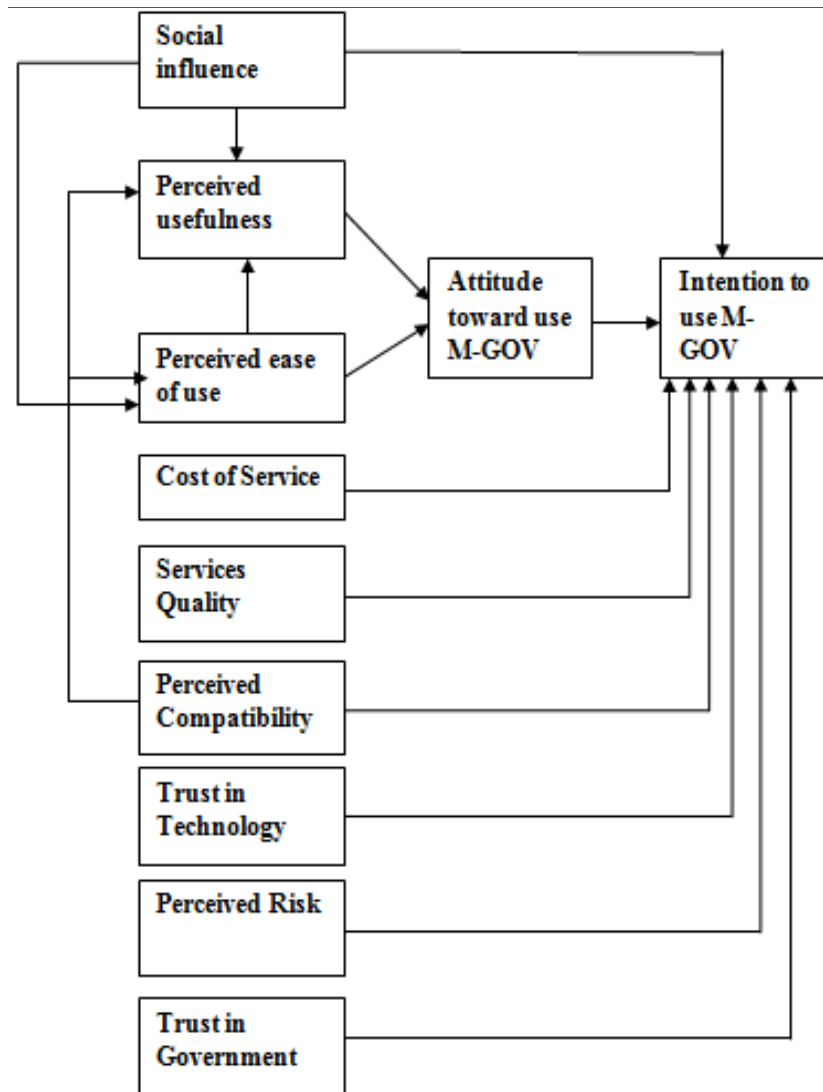 Social
influence
Perceived
usefulness
Perceived ease
of use
Attitude
toward use
M-GOV
Intention to
use M-
GOV
Cost of Service
Services
Quality
Perceived
Compatibility
Trust in
Technology
Perceived Risk
Trust in
Government